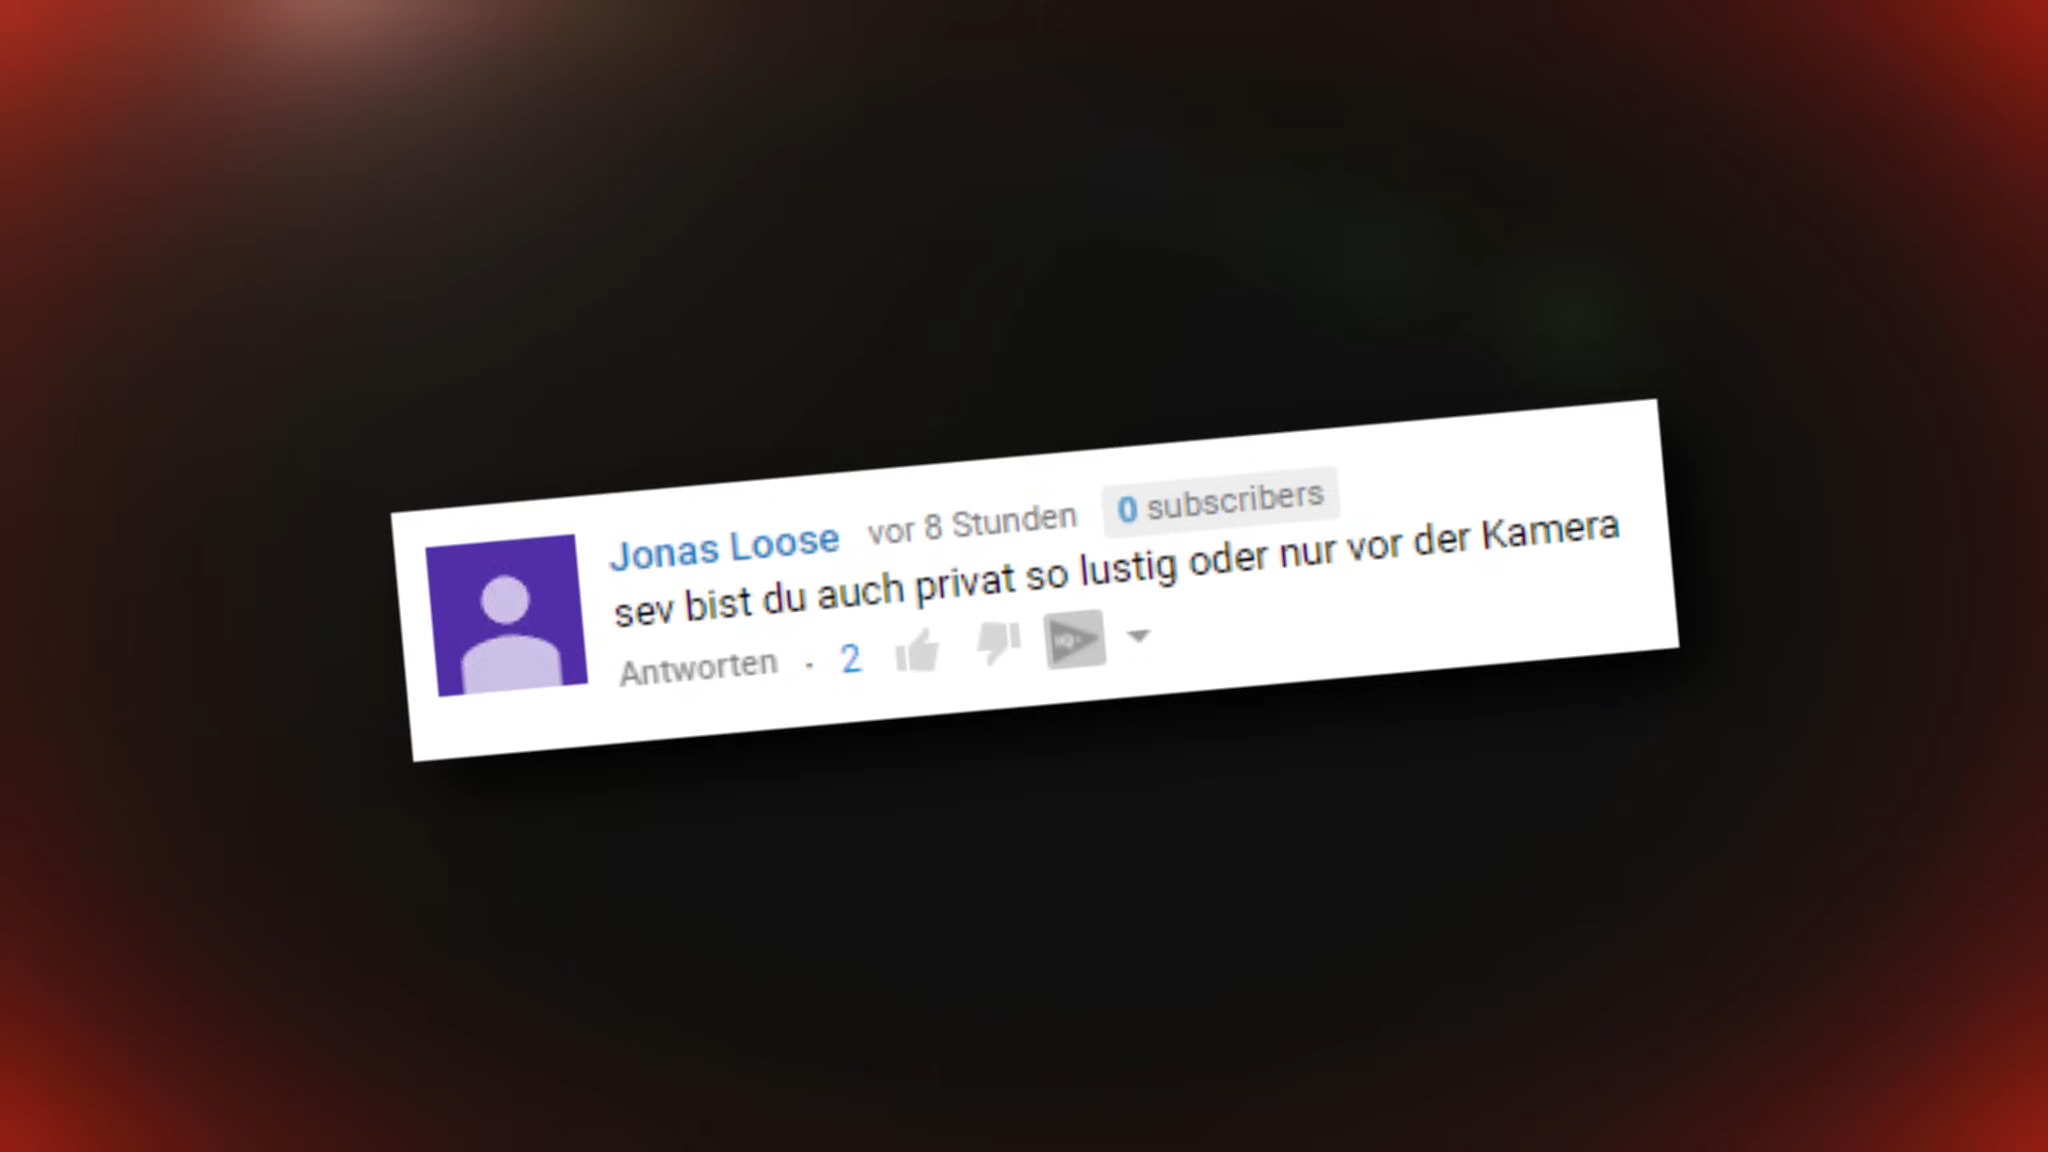 Jonas Loose vor 8 Stunden 0 subscribers
sev bist du auch privat so lustig oder nur vor der Kamera
Antworten · 2